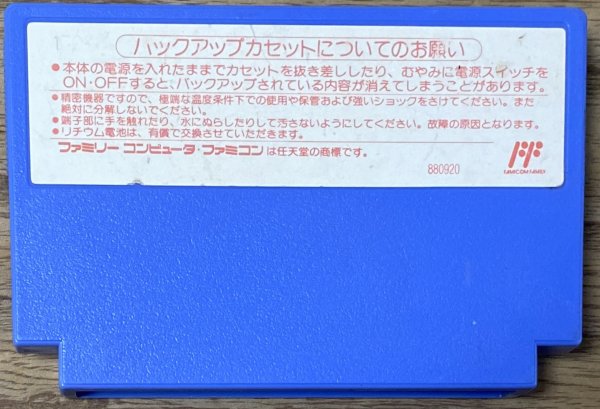 バックアップカセットについてのお願い
●本体の電源を入れたままでカセットを抜き差ししたり、むやみに電源スイッチを
ON・OFFすると、バックアップされている内容が消えてしまうことがあります。
●精密機器ですので、極端な温度条件下での使用や保管および強いショックをさけてください。また
絶対に分解しないでください。
●端子部に手を触れたり、水にぬらしたりして汚さないようにしてください。故障の原因となります。
●リチウム電池は、有償で交換させていただきます。
ファミリーコンピュータ・ファミコンは任天堂の商標です。
880920
FAMICOM FAMILY